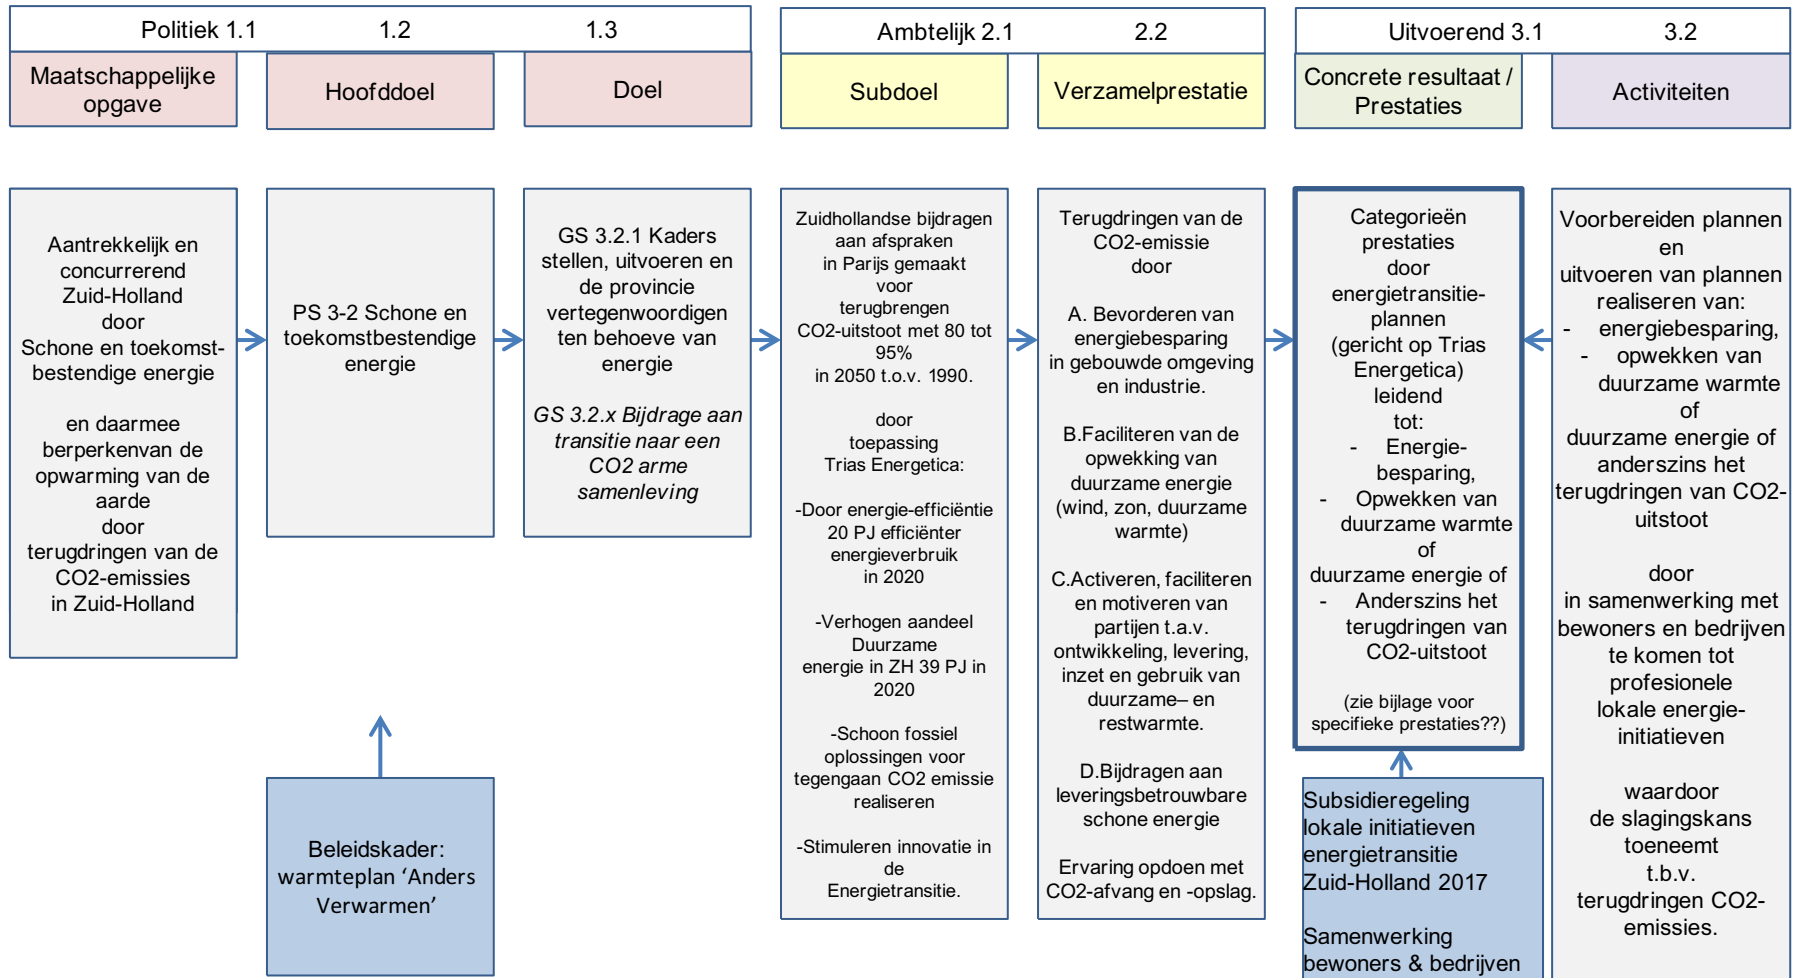 Politiek 1.1
1.2
1.3
Ambtelijk 2.1
2.2
Uitvoerend 3.1
3.2
Maatschappelijke
opgave
Hoofddoel
Doel
Subdoel
Verzamelprestatie
Concrete resultaat /
Prestaties
Activiteiten
Aantrekkelijk en
concurrerend
Zuid-Holland
door
Schone en toekomst-
bestendige energie
en daarmee
berperkenvan de
opwarming van de
aarde
door
terugdringen van de
CO2-emissies
in Zuid-Holland
PS 3-2 Schone en
toekomstbestendige
energie
GS 3.2.1 Kaders
stellen, uitvoeren en
de provincie
vertegenwoordigen
ten behoeve van
energie
GS 3.2.x Bijdrage aan
transitie naar een
CO2 arme
samenleving
Zuidhollandse bijdragen
aan afspraken
in Parijs gemaakt
voor
terugbrengen
CO2-uitstoot met 80 tot
95%
in 2050 t.o.v. 1990.
door
toepassing
Trias Energetica:
-Door energie-efficiëntie
20 PJ efficiënter
energieverbruik
in 2020
-Verhogen aandeel
Duurzame
energie in ZH 39 PJ in
2020
-Schoon fossiel
oplossingen voor
tegengaan CO2 emissie
realiseren
-Stimuleren innovatie in
de
Energietransitie.
Terugdringen van de
CO2-emissie
door
A. Bevorderen van
energiebesparing
in gebouwde omgeving
en industrie.
B.Faciliteren van de
opwekking van
duurzame energie
(wind, zon, duurzame
warmte)
C.Activeren, faciliteren
en motiveren van
partijen t.a.v.
ontwikkeling, levering,
inzet en gebruik van
duurzame– en
restwarmte.
D.Bijdragen aan
leveringsbetrouwbare
schone energie
Ervaring opdoen met
CO2-afvang en -opslag.
Categorieën
prestaties
door
energietransitie-
plannen
(gericht op Trias
Energetica)
leidend
tot:
- Energie-
besparing,
- Opwekken van
duurzame warmte
of
duurzame energie of
- Anderszins het
terugdringen van
CO2-uitstoot
(zie bijlage voor
specifieke prestaties??)
Voorbereiden plannen
en
uitvoeren van plannen
realiseren van:
- energiebesparing,
- opwekken van
duurzame warmte
of
duurzame energie of
anderszins het
terugdringen van CO2-
uitstoot
door
in samenwerking met
bewoners en bedrijven
te komen tot
profesionele
lokale energie-
initiatieven
waardoor
de slagingskans
toeneemt
t.b.v.
terugdringen CO2-
emissies.
Beleidskader:
warmteplan ‘Anders
Verwarmen’
Subsidieregeling
lokale initiatieven
energietransitie
Zuid-Holland 2017
Samenwerking
bewoners & bedrijven